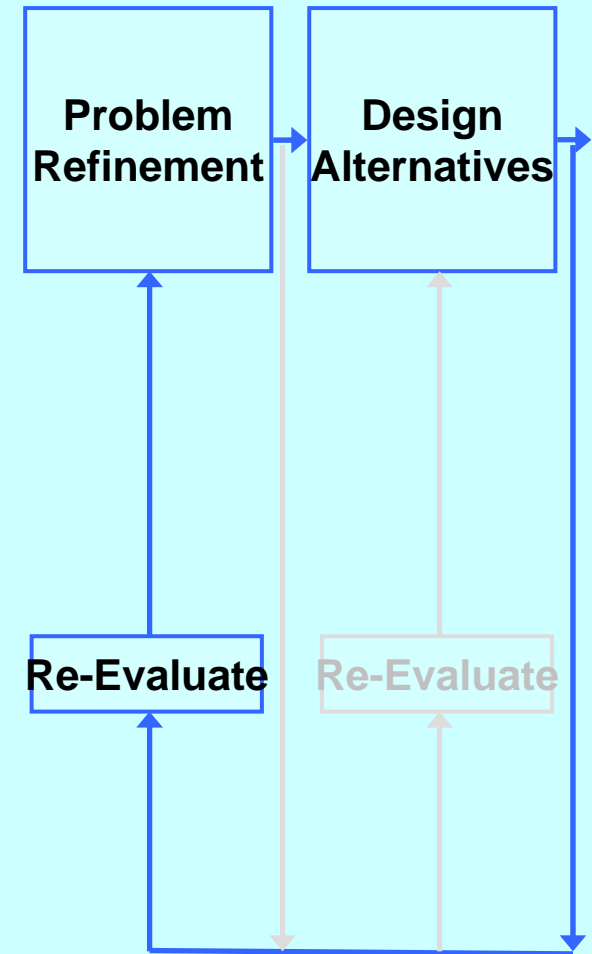 Problem
Refinement
Design
Alternatives
Re-Evaluate
Re-Evaluate